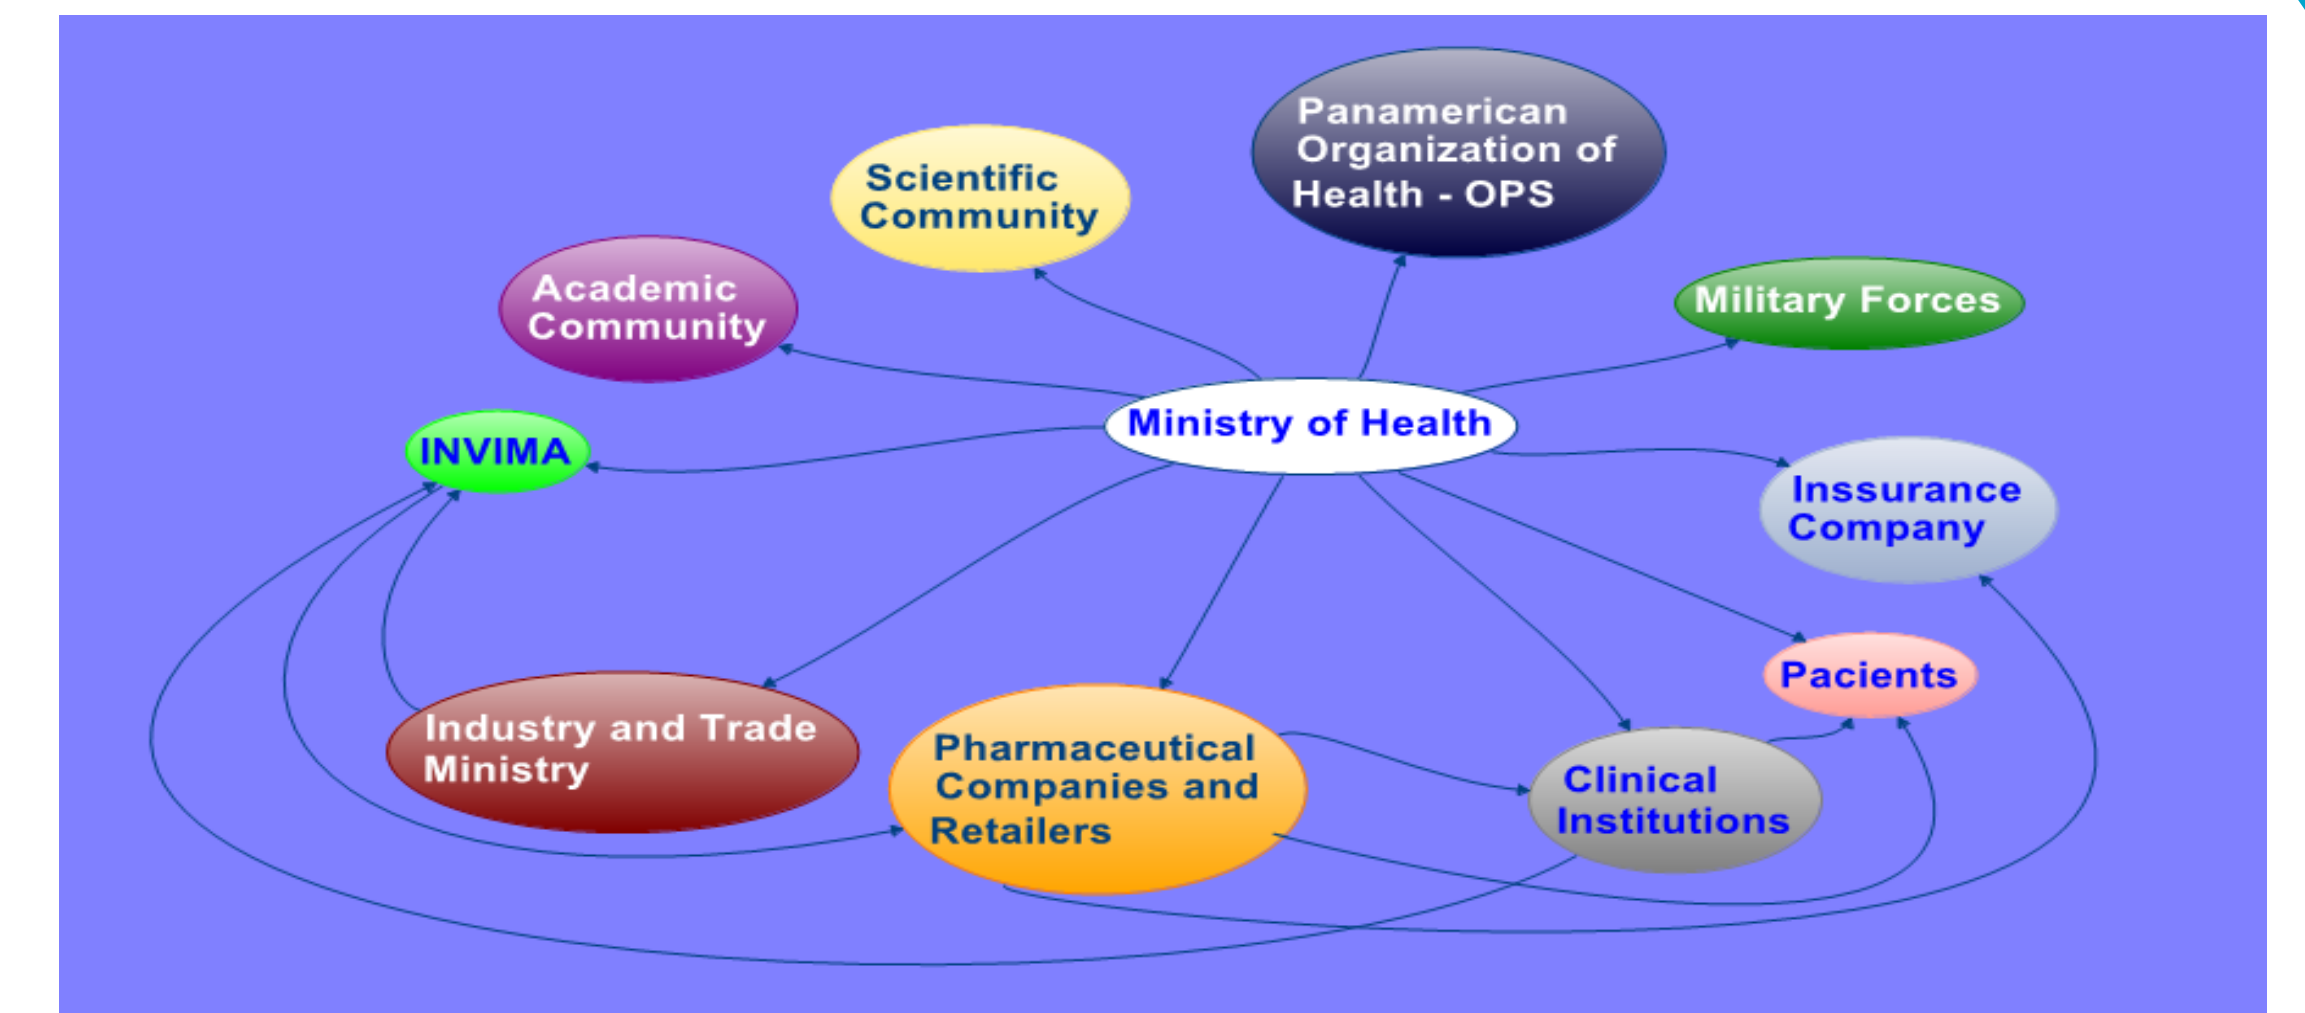 Panamerican
Organization of
Health - OPS
Scientific
Community
Academic
Community
Military Forces
Ministry of Health
INVIMA
Inssurance
Company
Pacients
Industry and Trade
Ministry
Pharmaceutical
Companies and
Retailers
Clinical
Institutions